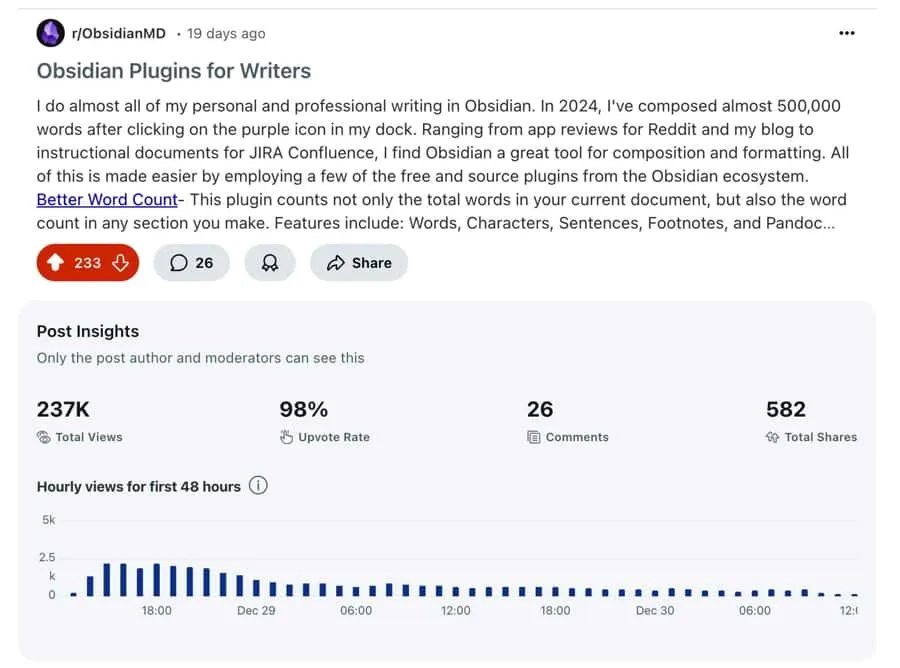 r/ObsidianMD • 19 days ago
Obsidian Plugins for Writers
I do almost all of my personal and professional writing in Obsidian. In 2024, I've composed almost 500,000
words after clicking on the purple icon in my dock. Ranging from app reviews for Reddit and my blog to
instructional documents for JIRA Confluence, I find Obsidian a great tool for composition and formatting. All
of this is made easier by employing a few of the free and source plugins from the Obsidian ecosystem.
Better Word Count- This plugin counts not only the total words in your current document, but also the word
count in any section you make. Features include: Words, Characters, Sentences, Footnotes, and Pandoc...
233 26 Share
Post Insights
Only the post author and moderators can see this
237K 98% 26 582
Total Views Upvote Rate Comments Total Shares
Hourly views for first 48 hours
5k
2.5
k
0
18:00 Dec 29 06:00 12:00 18:00 Dec 30 06:00 12: